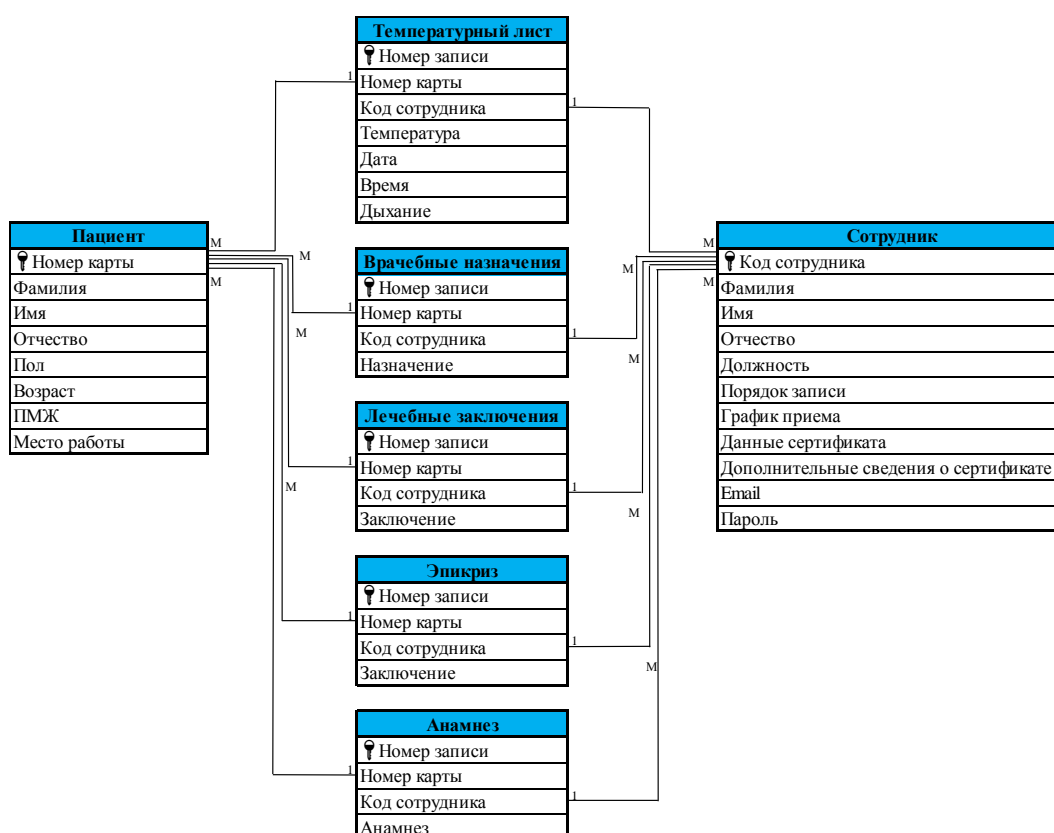 Температурный лист
Номер записи
Номер карты
Код сотрудника
Температура
Дата
Время
Дыхание
1
1
Пациент
Номер карты
Фамилия
Имя
Отчество
Пол
Возраст
ПМЖ
Место работы
М
М
М
М
М
Врачебные назначения
Номер записи
Номер карты
Код сотрудника
Назначение
1
1
Лечебные заключения
Номер записи
Номер карты
Код сотрудника
Заключение
1
1
Эпикриз
Номер записи
Номер карты
Код сотрудника
Заключение
1
1
Анамнез
Номер записи
Номер карты
Код сотрудника
Анамнез
1
1
М
М
М
М
М
М
Сотрудник
Код сотрудника
Фамилия
Имя
Отчество
Должность
Порядок записи
График приема
Данные сертификата
Дополнительные сведения о сертификате
Email
Пароль